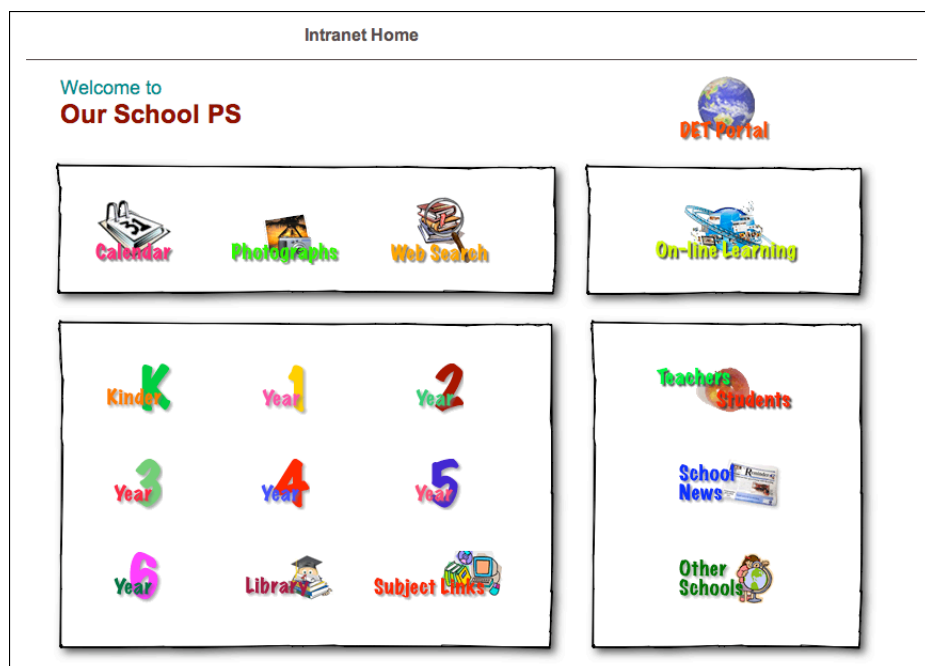 Intranet Home
Welcome to
Our School PS
DET Portal
31
Calendar
Photographs
Web Search
On-line Learning
Kinder K
Year 1
Year 2
Teachers
Students
Year 3
Year 4
Year 5
School
News
Year 6
Library
Subject Links
Other
Schools